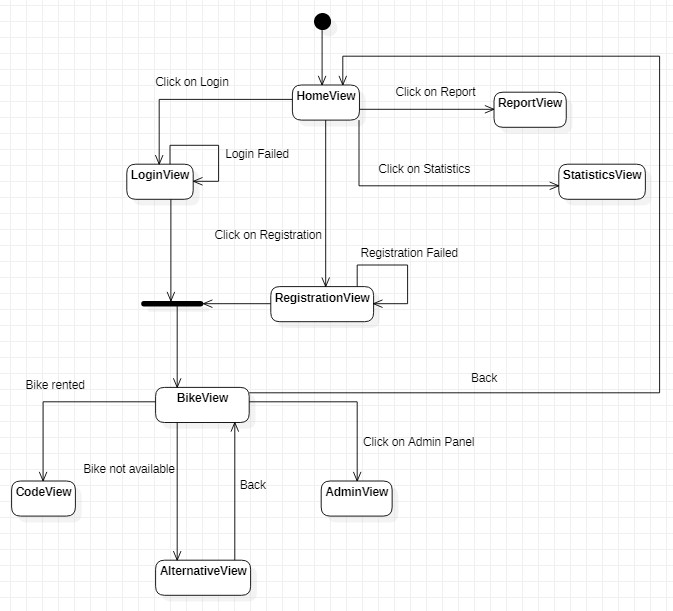 Click on Login
HomeView
Click on Report
ReportView
Login Failed
LoginView
Click on Statistics
StatisticsView
Click on Registration
Registration Failed
RegistrationView
Back
Bike rented
BikeView
Click on Admin Panel
Bike not available
Back
CodeView
AdminView
AlternativeView